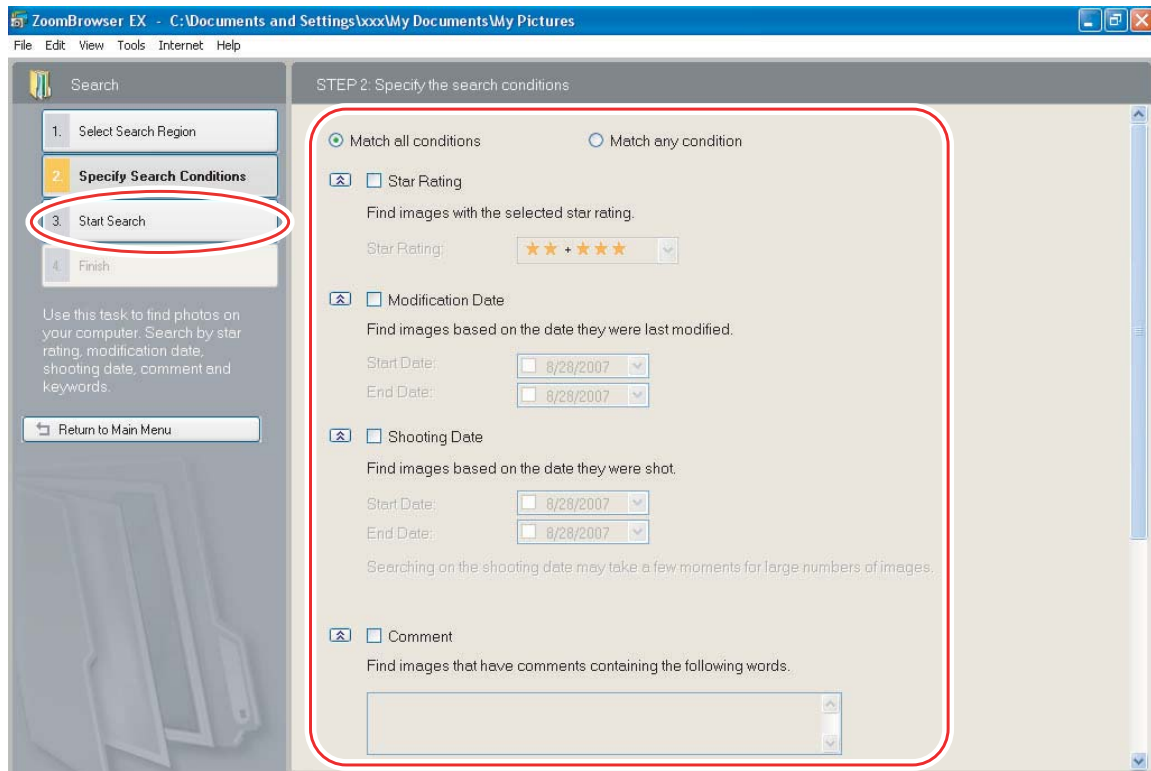 ZoomBrowser EX - C:\Documents and Settings\xxx\My Documents\My Pictures
File Edit View Tools Internet Help
Search
1. Select Search Region
2. Specify Search Conditions
3. Start Search
4. Finish
Use this task to find photos on
your computer. Search by star
rating, modification date,
shooting date, comment and
keywords.
Return to Main Menu
STEP 2: Specify the search conditions
Match all conditions Match any condition
Star Rating
Find images with the selected star rating.
Star Rating: ★★+★★★
Modification Date
Find images based on the date they were last modified.
Start Date: 8/28/2007
End Date: 8/28/2007
Shooting Date
Find images based on the date they were shot.
Start Date: 8/28/2007
End Date: 8/28/2007
Searching on the shooting date may take a few moments for large numbers of images.
Comment
Find images that have comments containing the following words.